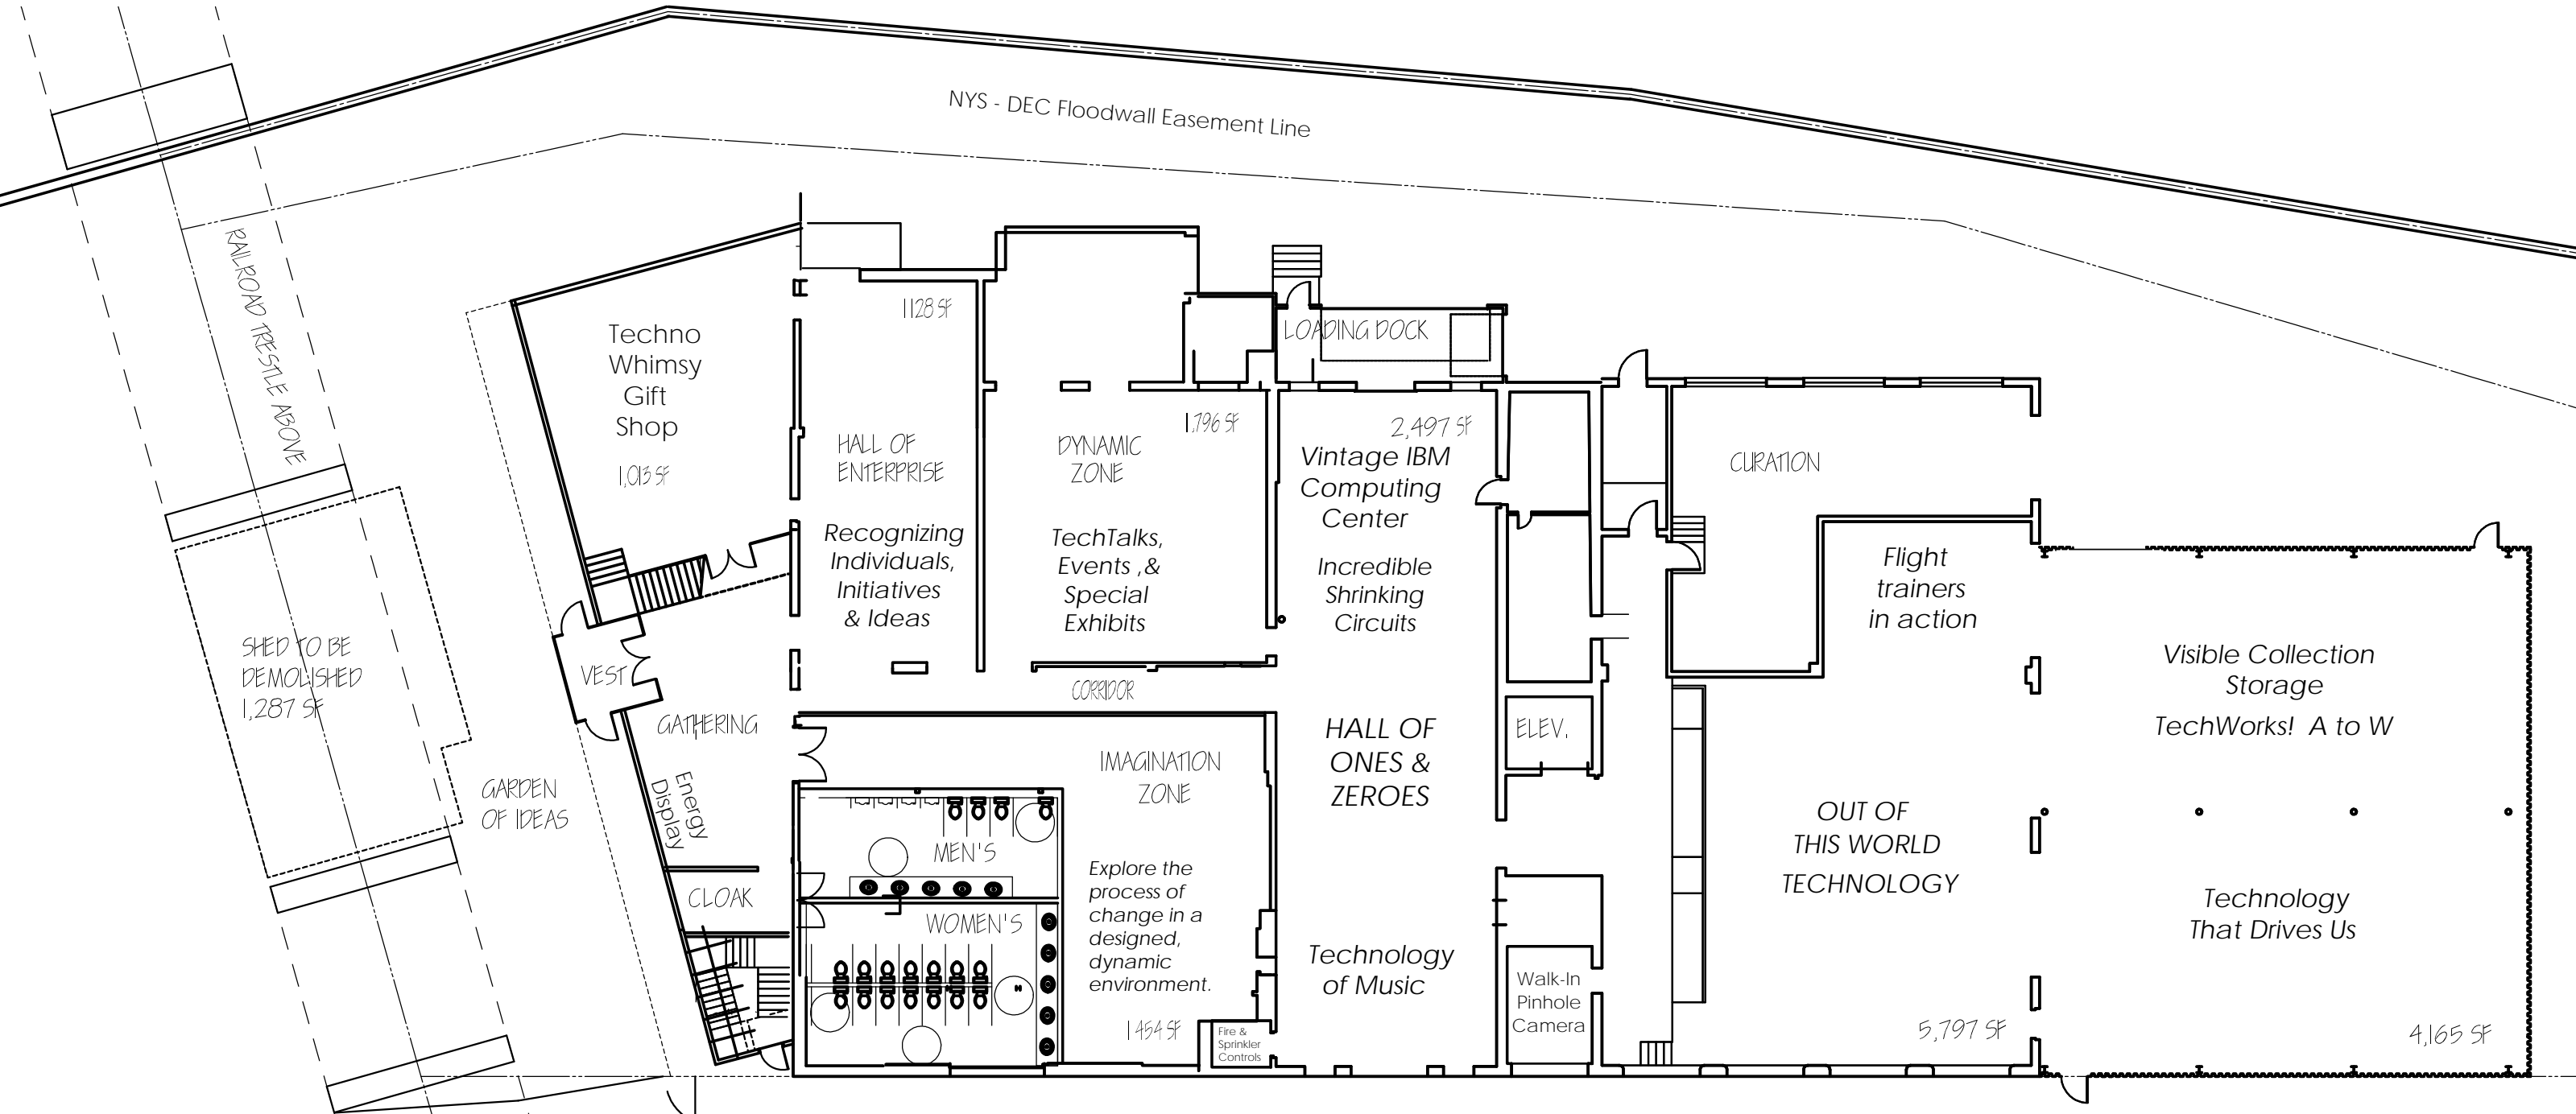 NYS - DEC Floodwall Easement Line
RAILROAD TRESTLE ABOVE
Techno
Whimsy
Gift
Shop
1,013 SF
1128 SF
HALL OF
ENTERPRISE
Recognizing
Individuals,
Initiatives
& Ideas
1,796 SF
DYNAMIC
ZONE
TechTalks,
Events ,&
Special
Exhibits
LOADING DOCK
2,497 SF
Vintage IBM
Computing
Center
Incredible
Shrinking
Circuits
HALL OF
ONES &
ZEROES
Technology
of Music
CURATION
Flight
trainers
in action
OUT OF
THIS WORLD
TECHNOLOGY
5,797 SF
Visible Collection
Storage
TechWorks!  A to W
Technology
That Drives Us
4,165 SF
SHED TO BE
DEMOLISHED
1,287 SF
GARDEN
OF IDEAS
VEST
GATHERING
Energy
Display
CLOAK
CORRIDOR
IMAGINATION
ZONE
Explore the
process of
change in a
designed,
dynamic
environment.
1454 SF
MEN'S
WOMEN'S
Fire &
Sprinkler
Controls
ELEV.
Walk-In
Pinhole
Camera